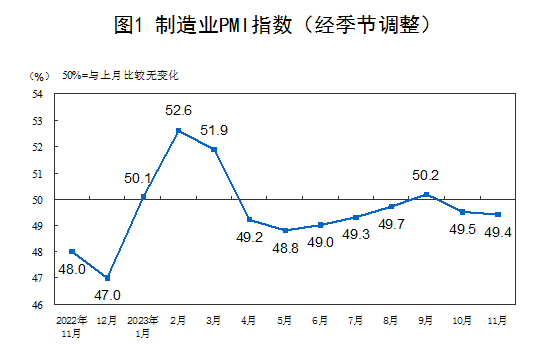 图1 制造业PMI指数（经季节调整）
（%） 50%=与上月比较无变化
54
53
52
51
50
49
48
47
46
48.0
47.0
50.1
52.6
51.9
49.2
48.8
49.0
49.3
49.7
50.2
49.5
49.4
2022年
11月
12月
2023年
1月
2月
3月
4月
5月
6月
7月
8月
9月
10月
11月